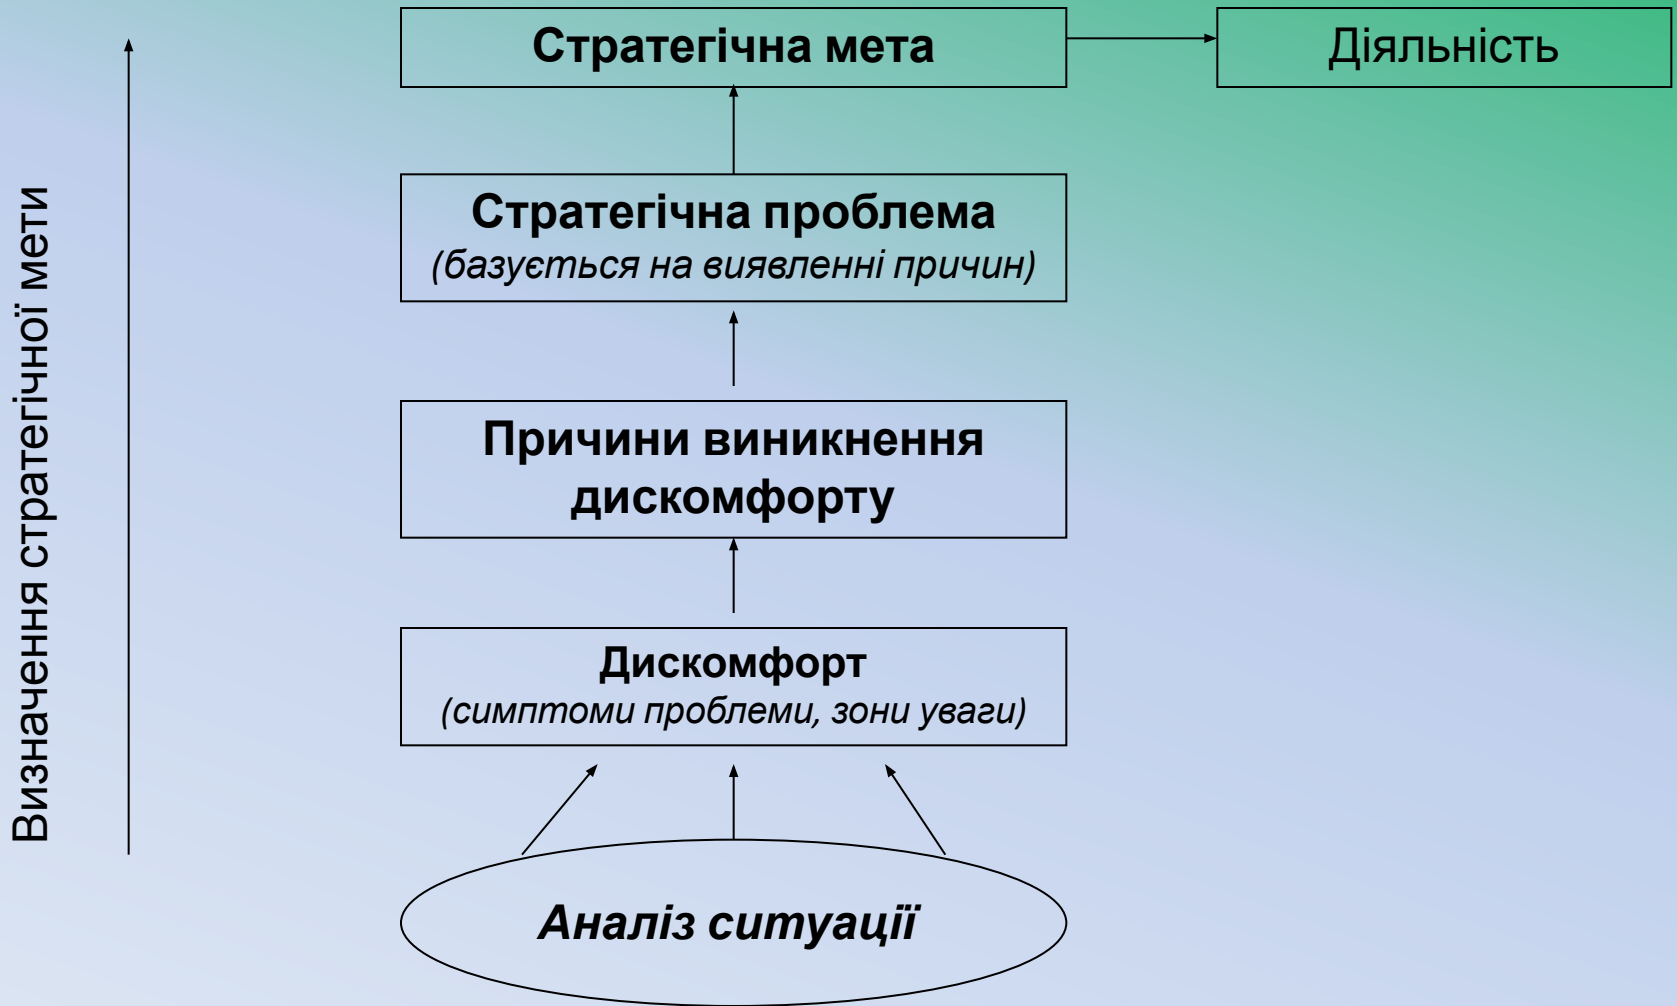 Стратегічна мета
Діяльність
Визначення стратегічної мети
Стратегічна проблема
(базується на виявленні причин)
Причини виникнення
дискомфорту
Дискомфорт
(симптоми проблеми, зони уваги)
Аналіз ситуації